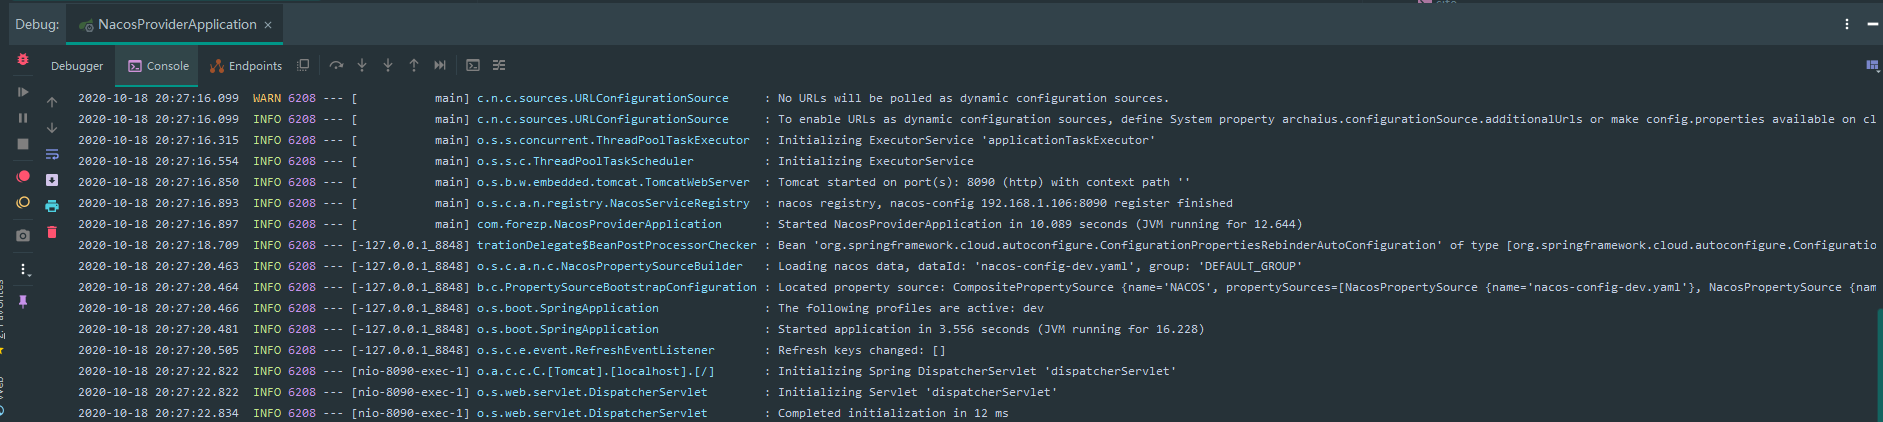 Debug: NacosProviderApplication ×
Debugger Console Endpoints
2020-10-18 20:27:16.099 WARN 6208 --- [ main] c.n.c.sources.URLConfigurationSource : No URLs will be polled as dynamic configuration sources.
2020-10-18 20:27:16.099 INFO 6208 --- [ main] c.n.c.sources.URLConfigurationSource : To enable URLs as dynamic configuration sources, define System property archaius.configurationSource.additionalUrls or make config.properties available on cl
2020-10-18 20:27:16.315 INFO 6208 --- [ main] o.s.s.concurrent.ThreadPoolTaskExecutor : Initializing ExecutorService 'applicationTaskExecutor'
2020-10-18 20:27:16.554 INFO 6208 --- [ main] o.s.s.c.ThreadPoolTaskScheduler : Initializing ExecutorService
2020-10-18 20:27:16.850 INFO 6208 --- [ main] o.s.b.w.embedded.tomcat.TomcatWebServer : Tomcat started on port(s): 8090 (http) with context path ''
2020-10-18 20:27:16.893 INFO 6208 --- [ main] o.s.c.a.n.registry.NacosServiceRegistry : nacos registry, nacos-config 192.168.1.106:8090 register finished
2020-10-18 20:27:16.897 INFO 6208 --- [ main] com.forezp.NacosProviderApplication : Started NacosProviderApplication in 10.089 seconds (JVM running for 12.644)
2020-10-18 20:27:18.709 INFO 6208 --- [-127.0.0.1_8848] trationDelegate$BeanPostProcessorChecker : Bean 'org.springframework.cloud.autoconfigure.ConfigurationPropertiesRebinderAutoConfiguration' of type [org.springframework.cloud.autoconfigure.Configuratio
2020-10-18 20:27:20.463 INFO 6208 --- [-127.0.0.1_8848] o.s.c.a.n.c.NacosPropertySourceBuilder : Loading nacos data, dataId: 'nacos-config-dev.yaml', group: 'DEFAULT_GROUP'
2020-10-18 20:27:20.464 INFO 6208 --- [-127.0.0.1_8848] b.c.PropertySourceBootstrapConfiguration : Located property source: CompositePropertySource {name='NACOS', propertySources=[NacosPropertySource {name='nacos-config-dev.yaml'}, NacosPropertySource {nam
2020-10-18 20:27:20.466 INFO 6208 --- [-127.0.0.1_8848] o.s.boot.SpringApplication : The following profiles are active: dev
2020-10-18 20:27:20.481 INFO 6208 --- [-127.0.0.1_8848] o.s.boot.SpringApplication : Started application in 3.556 seconds (JVM running for 16.228)
2020-10-18 20:27:20.505 INFO 6208 --- [-127.0.0.1_8848] o.s.c.e.event.RefreshEventListener : Refresh keys changed: []
2020-10-18 20:27:22.822 INFO 6208 --- [nio-8090-exec-1] o.a.c.c.C.[Tomcat].[localhost].[/] : Initializing Spring DispatcherServlet 'dispatcherServlet'
2020-10-18 20:27:22.822 INFO 6208 --- [nio-8090-exec-1] o.s.web.servlet.DispatcherServlet : Initializing Servlet 'dispatcherServlet'
2020-10-18 20:27:22.834 INFO 6208 --- [nio-8090-exec-1] o.s.web.servlet.DispatcherServlet : Completed initialization in 12 ms